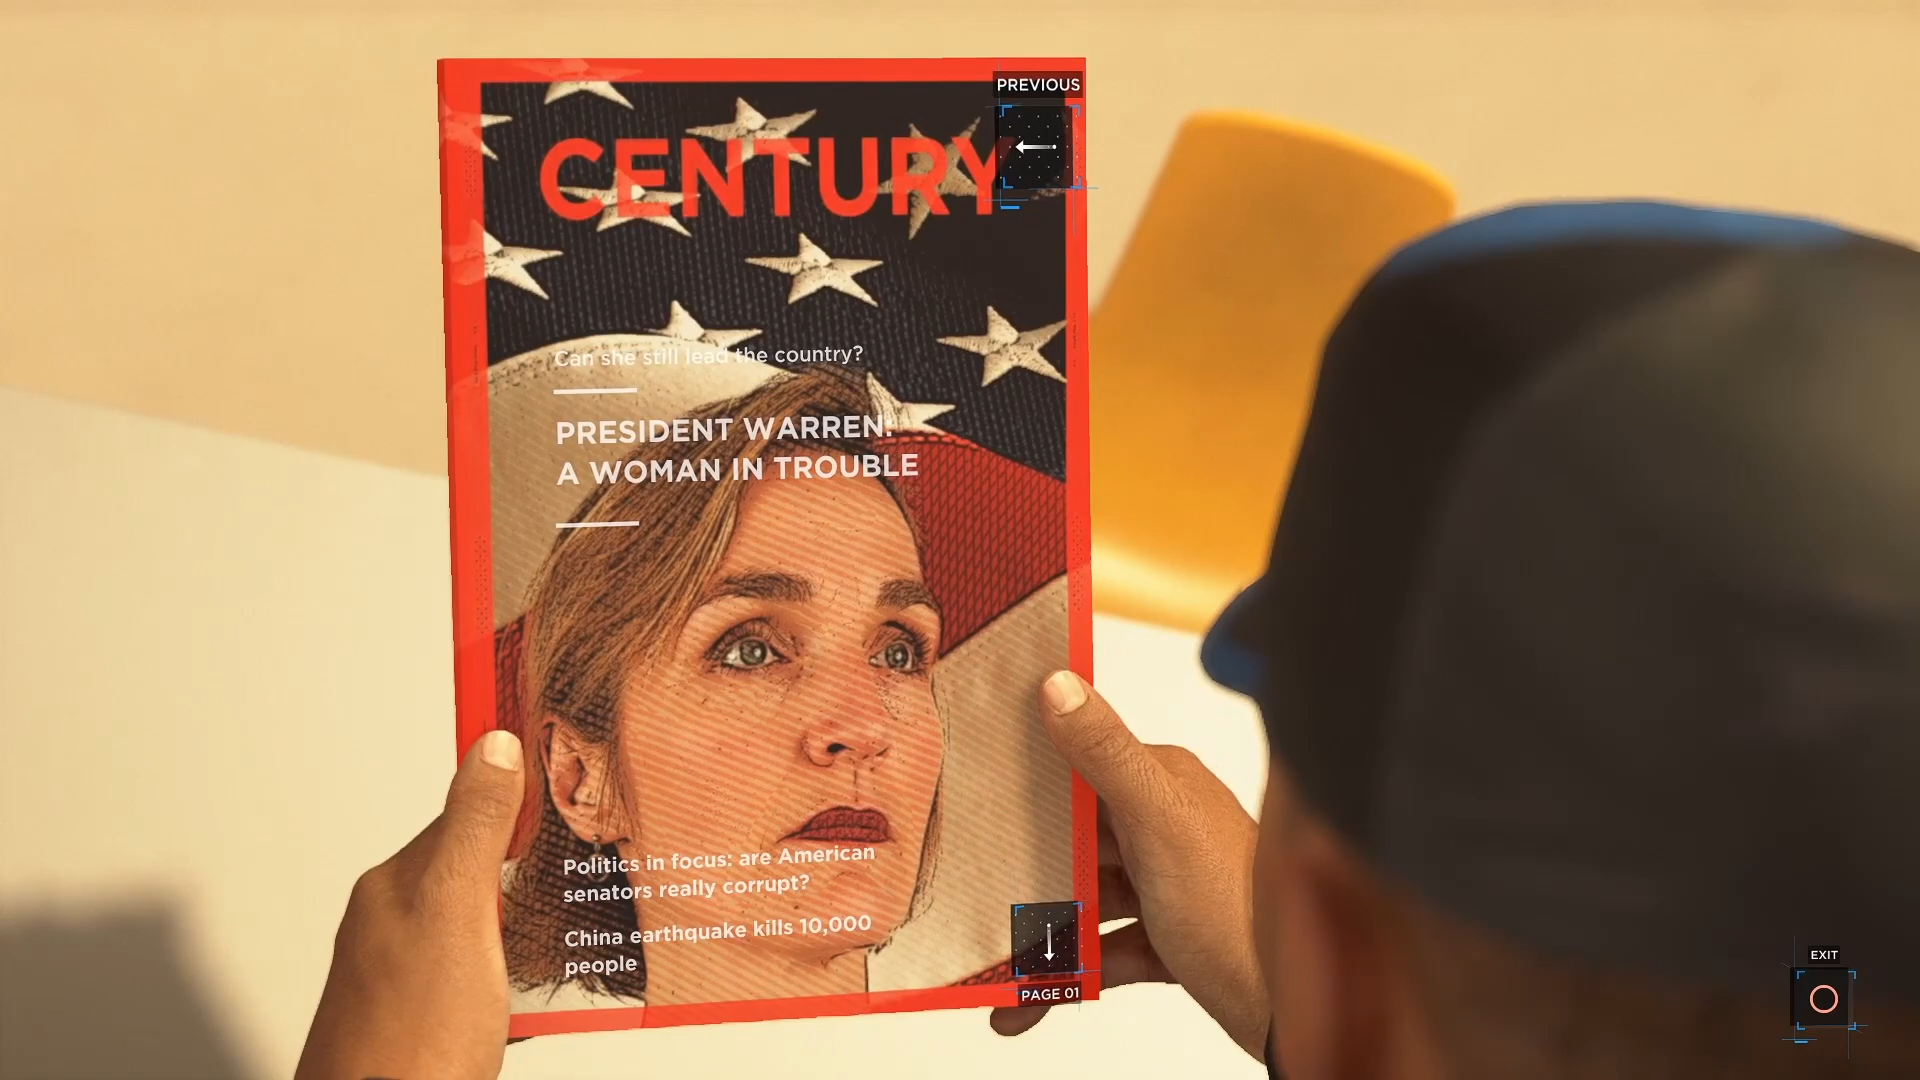 PREVIOUS
CENTURY
Can she still lead the country?
PRESIDENT WARREN:
A WOMAN IN TROUBLE
Politics in focus: are American
senators really corrupt?
China earthquake kills 10,000
people
PAGE 01
EXIT